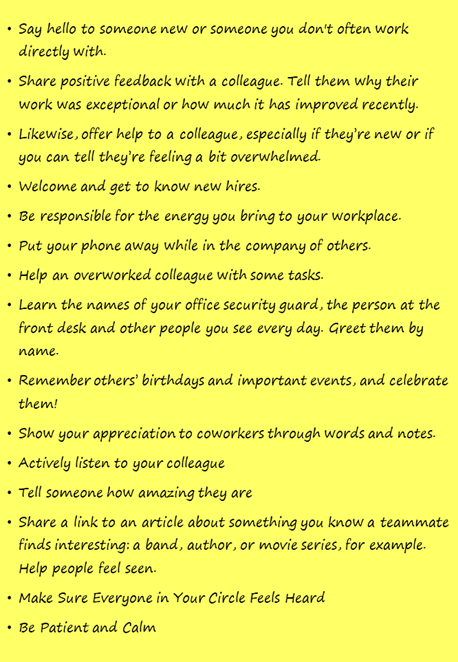 • Say hello to someone new or someone you don't often work
directly with.
• Share positive feedback with a colleague. Tell them why their
work was exceptional or how much it has improved recently.
• Likewise, offer help to a colleague, especially if they’re new or if
you can tell they’re feeling a bit overwhelmed.
• Welcome and get to know new hires.
• Be responsible for the energy you bring to your workplace.
• Put your phone away while in the company of others.
• Help an overworked colleague with some tasks.
• Learn the names of your office security guard, the person at the
front desk and other people you see every day. Greet them by
name.
• Remember others’ birthdays and important events, and celebrate
them!
• Show your appreciation to coworkers through words and notes.
• Actively listen to your colleague
• Tell someone how amazing they are
• Share a link to an article about something you know a teammate
finds interesting: a band, author, or movie series, for example.
Help people feel seen.
• Make Sure Everyone in Your Circle Feels Heard
• Be Patient and Calm